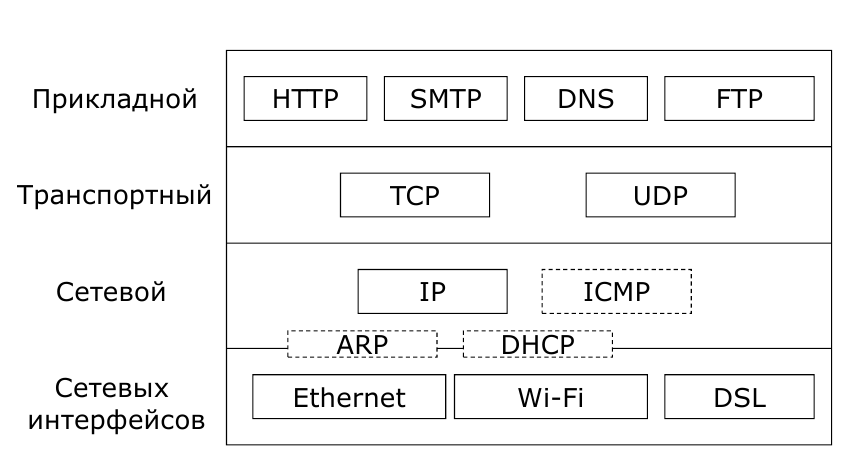 Прикладной
HTTP SMTP DNS FTP
Транспортный
TCP UDP
Сетевой
IP ICMP
ARP DHCP
Сетевых
интерфейсов
Ethernet Wi-Fi DSL